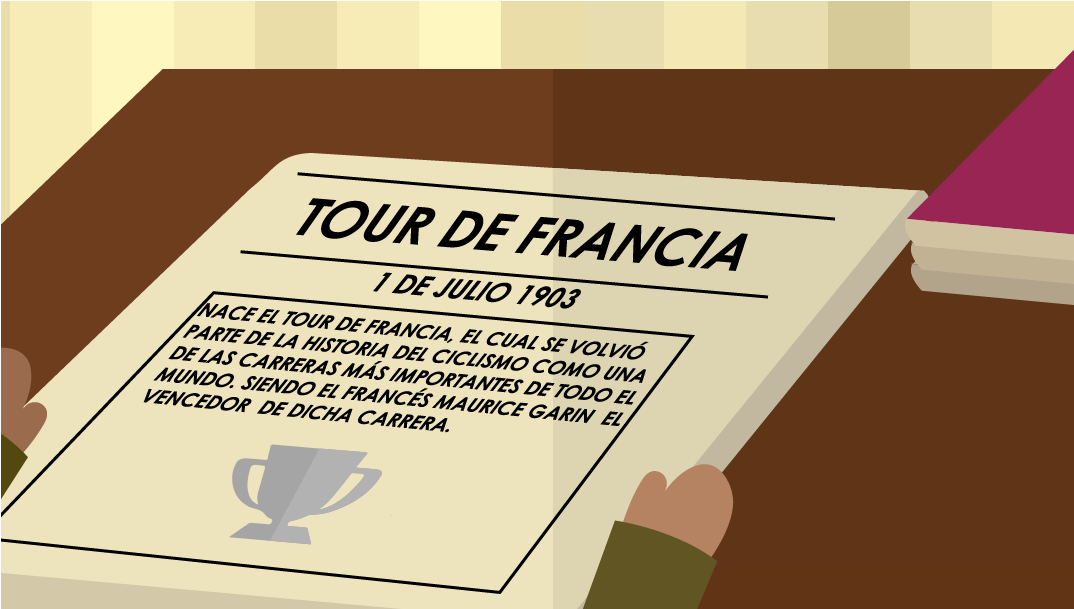 TOUR DE FRANCIA
1 DE JULIO 1903
NACE EL TOUR DE FRANCIA, EL CUAL SE VOLVIÓ
PARTE DE LA HISTORIA DEL CICLISMO COMO UNA
DE LAS CARRERAS MÁS IMPORTANTES DE TODO EL
MUNDO. SIENDO EL FRANCÉS MAURICE GARIN EL
VENCEDOR DE DICHA CARRERA.